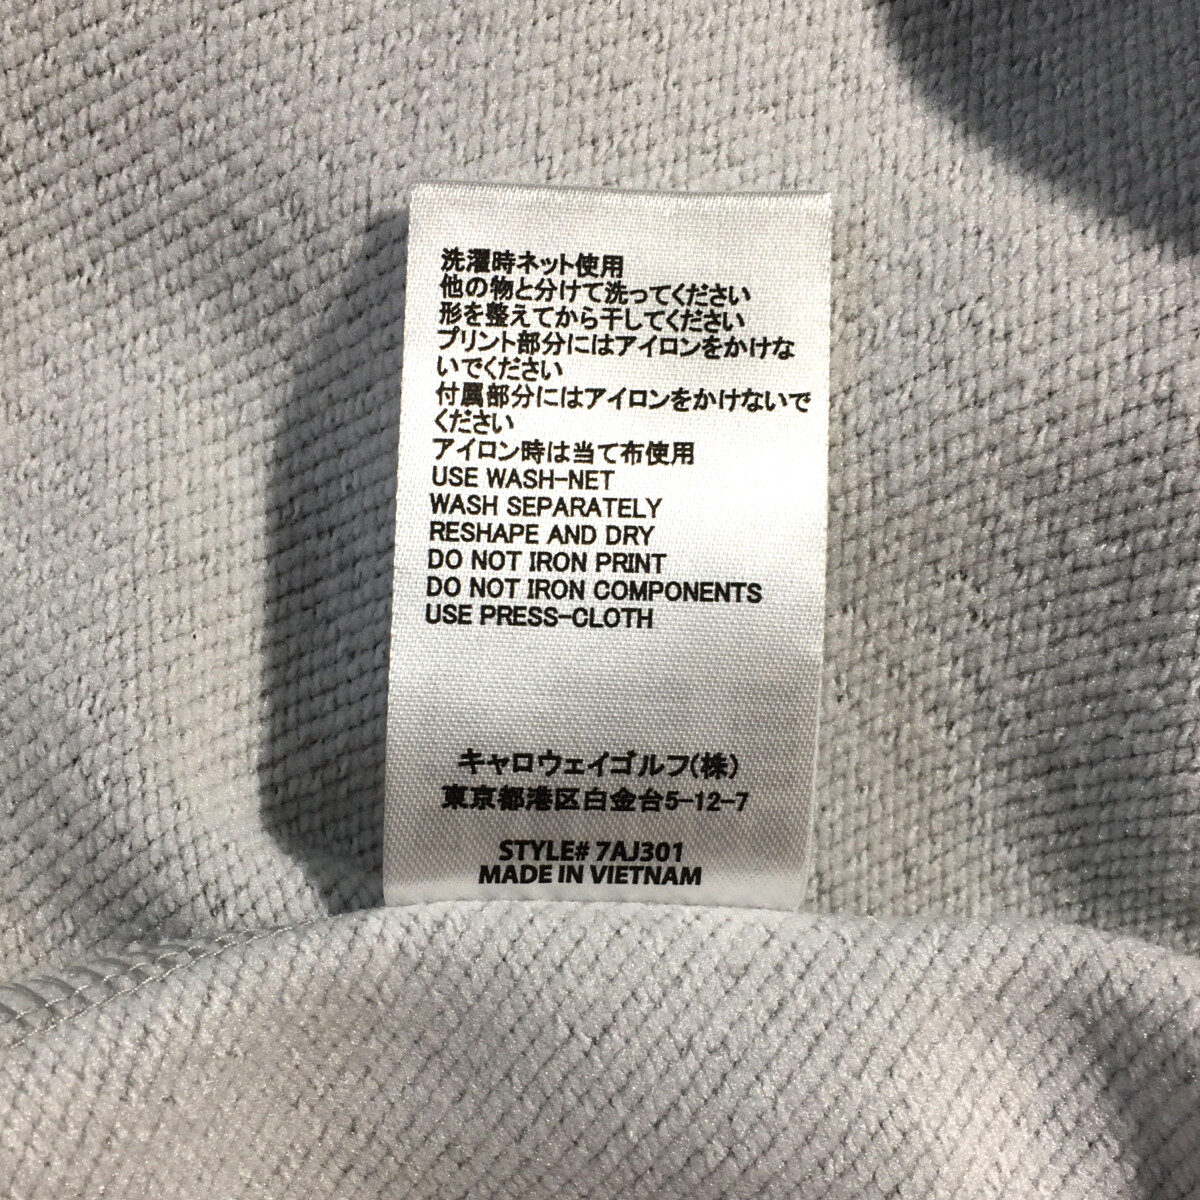 洗濯時ネット使用
他の物と分けて洗ってください
形を整えてから干してください
プリント部分にはアイロンをかけな
いでください
付属部分にはアイロンをかけないで
ください
アイロン時は当て布使用
USE WASH-NET
WASH SEPARATELY
RESHAPE AND DRY
DO NOT IRON PRINT
DO NOT IRON COMPONENTS
USE PRESS-CLOTH
キャロウェイゴルフ(株)
東京都港区白金台5-12-7
STYLE# 7AJ301
MADE IN VIETNAM